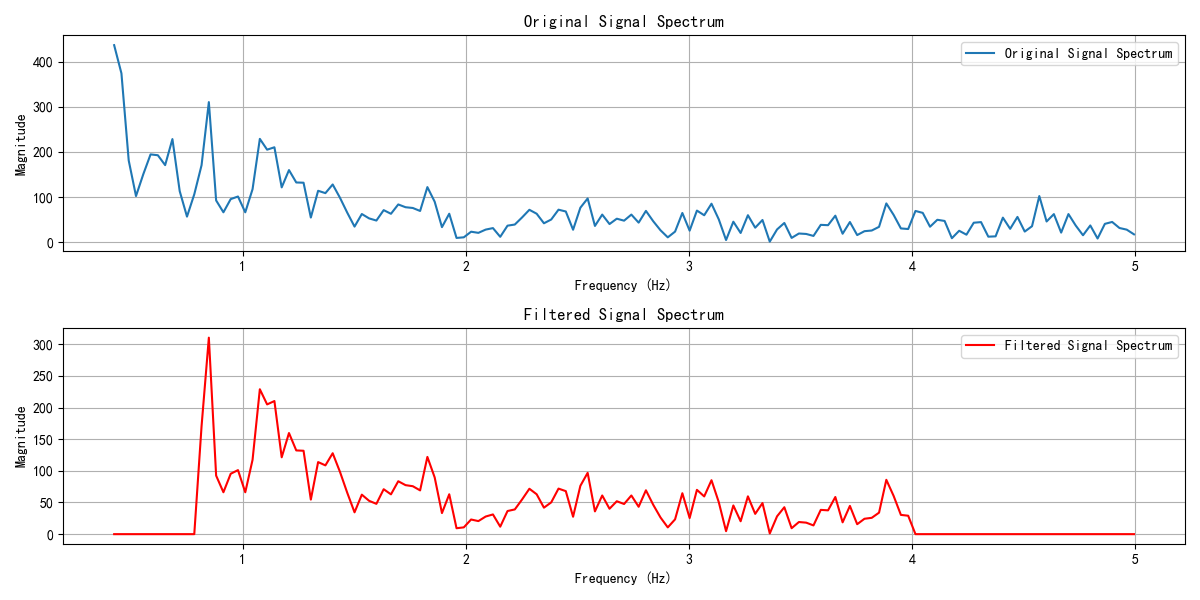 Original Signal Spectrum
400
300
200
100
0
Magnitude
Original Signal Spectrum
1 2 3 4 5
Frequency (Hz)
Filtered Signal Spectrum
300
250
200
150
100
50
0
Magnitude
Filtered Signal Spectrum
1 2 3 4 5
Frequency (Hz)